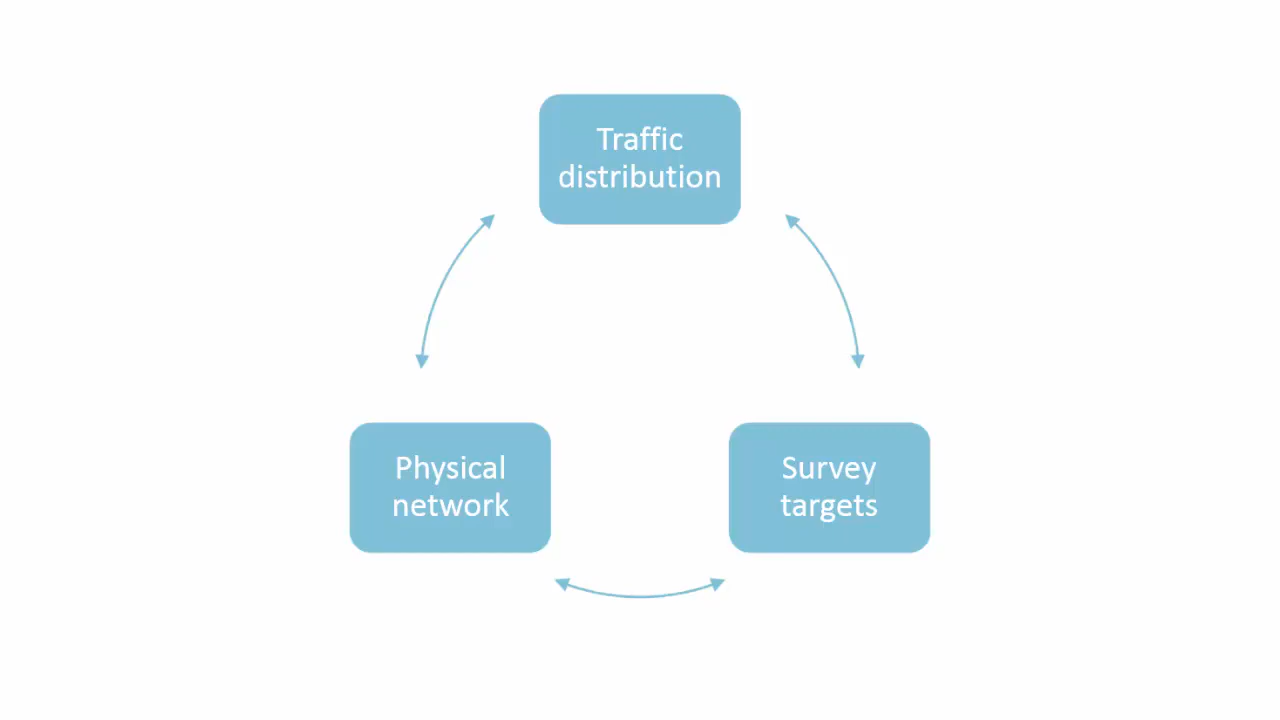 Traffic
distribution
Physical
network
Survey
targets